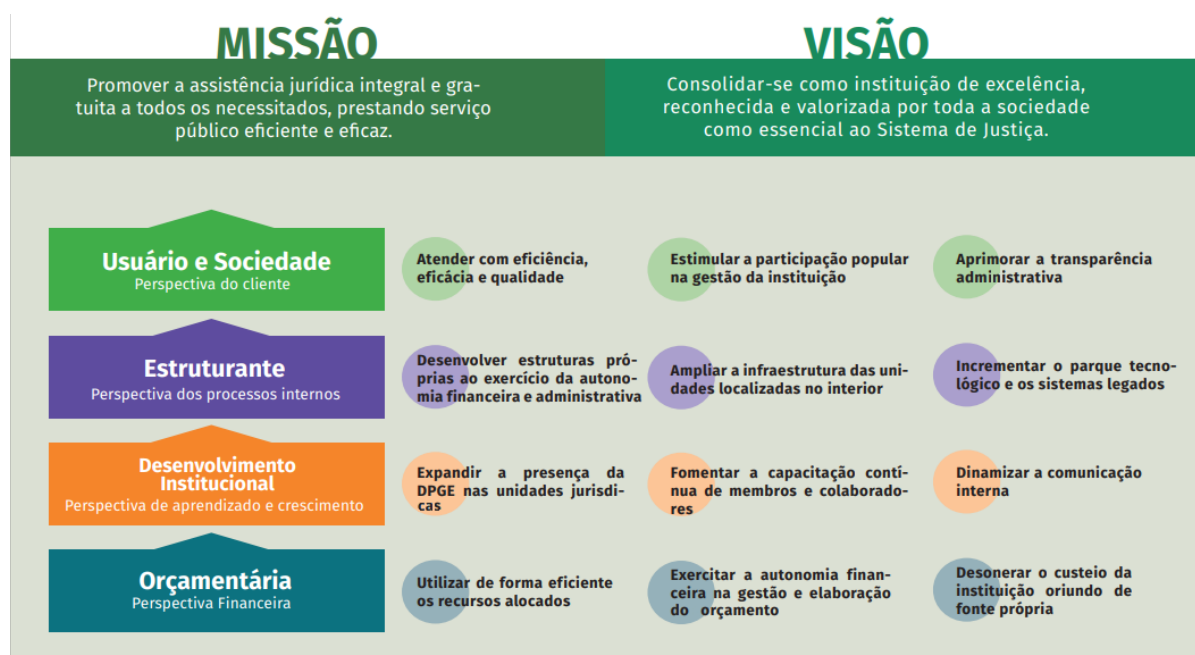 MISSÃO
Promover a assistência jurídica integral e gra-
tuita a todos os necessitados, prestando serviço
público eficiente e eficaz.
VISÃO
Consolidar-se como instituição de excelência,
reconhecida e valorizada por toda a sociedade
como essencial ao Sistema de Justiça.
Usuário e Sociedade
Perspectiva do cliente
Atender com eficiência,
eficácia e qualidade
Estimular a participação popular
na gestão da instituição
Aprimorar a transparência
administrativa
Estruturante
Perspectiva dos processos internos
Desenvolver estruturas pró-
prias ao exercício da autono-
mia financeira e administrativa
Ampliar a infraestrutura das uni-
dades localizadas no interior
Incrementar o parque tecno-
lógico e os sistemas legados
Desenvolvimento
Institucional
Perspectiva de aprendizado e crescimento
Expandir a presença da
DPGE nas unidades jurisdi-
cas
Fomentar a capacitação contí-
nua de membros e colaborado-
res
Dinamizar a comunicação
interna
Orçamentária
Perspectiva Financeira
Utilizar de forma eficiente
os recursos alocados
Exercitar a autonomia finan-
ceira na gestão e elaboração
do orçamento
Desonerar o custeio da
instituição oriundo de
fonte própria